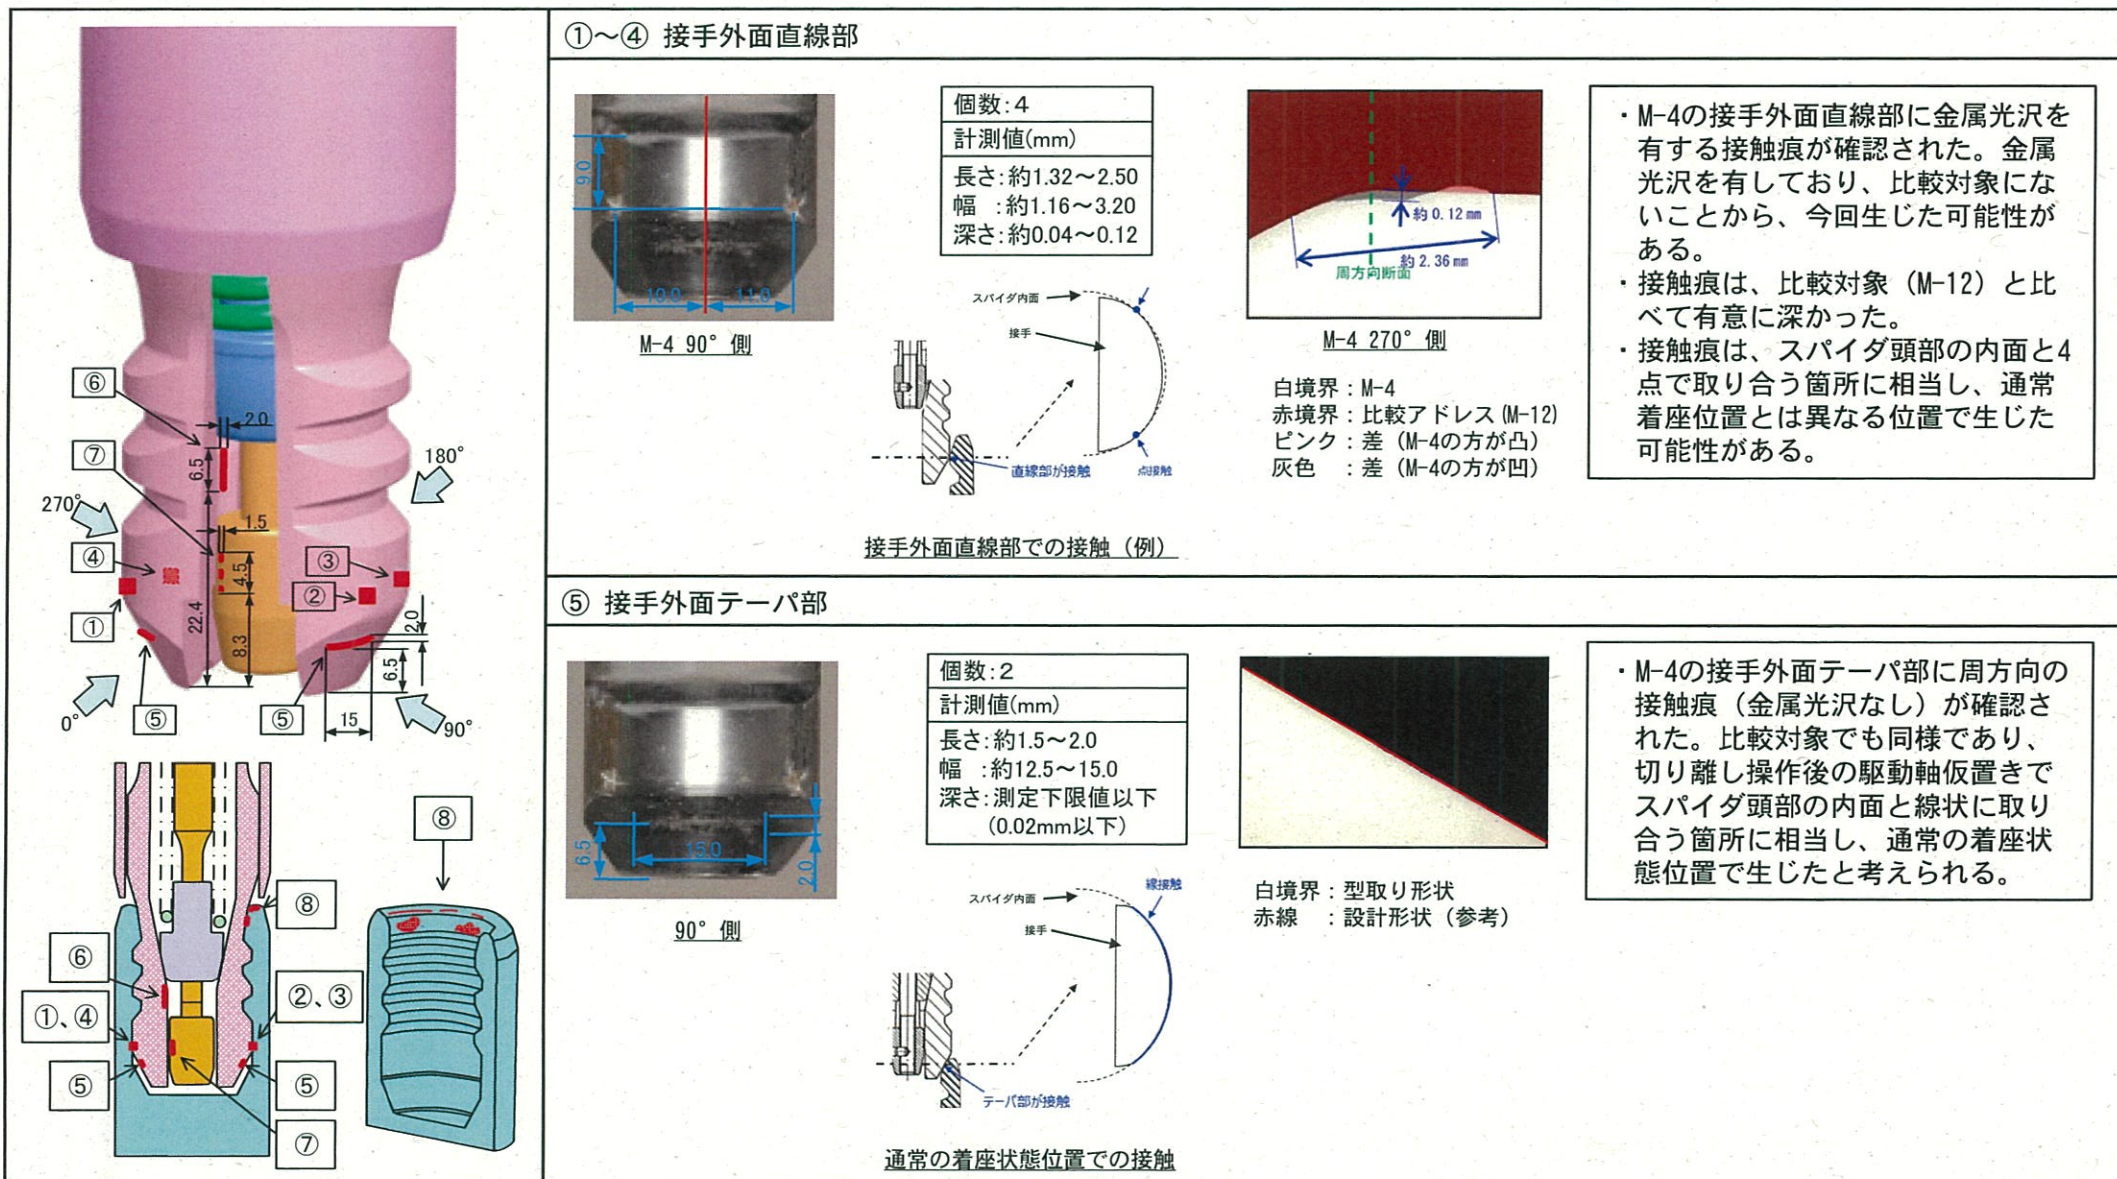 ⑥
2.0
⑦
6.5
180°
270°
1.5
④
③
4.5
②
①
22.4
8.3
2.0
6.5
⑤
⑤
0°
90°
15
⑧
⑧
⑥
②、③
①、④
⑤
⑤
⑦
①～④ 接手外面直線部
9.0
10.0
11.0
M-4 90° 側
個数:4
計測値(mm)
長さ:約1.32～2.50
幅 :約1.16～3.20
深さ:約0.04～0.12
スパイダ内面
接手
直線部が接触
点接触
接手外面直線部での接触（例）
約 0.12 mm
約 2.36 mm
周方向断面
M-4 270° 側
白境界：M-4
赤境界：比較アドレス(M-12)
ピンク：差（M-4の方が凸）
灰色 ：差（M-4の方が凹）
・M-4の接手外面直線部に金属光沢を
有する接触痕が確認された。金属
光沢を有しており、比較対象にな
いことから、今回生じた可能性が
ある。
・接触痕は、比較対象（M-12）と比
べて有意に深かった。
・接触痕は、スパイダ頭部の内面と4
点で取り合う箇所に相当し、通常
着座位置とは異なる位置で生じた
可能性がある。
⑤ 接手外面テーパ部
6.5
15.0
2.0
90° 側
個数:2
計測値(mm)
長さ:約1.5～2.0
幅 :約12.5～15.0
深さ:測定下限値以下
(0.02mm以下)
スパイダ内面
線接触
接手
テーパ部が接触
通常の着座状態位置での接触
白境界：型取り形状
赤線 ：設計形状（参考）
・M-4の接手外面テーパ部に周方向の
接触痕（金属光沢なし）が確認さ
れた。比較対象でも同様であり、
切り離し操作後の駆動軸仮置きで
スパイダ頭部の内面と線状に取り
合う箇所に相当し、通常の着座状
態位置で生じたと考えられる。